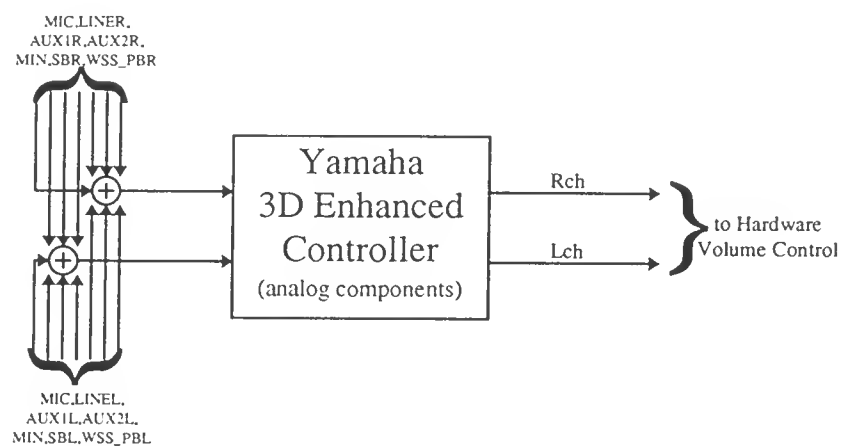 MIC,LINER,
AUX1R,AUX2R,
MIN,SBR,WSS_PBR
Yamaha
3D Enhanced
Controller
(analog components)
Rch
Lch
to Hardware
Volume Control
MIC,LINEL,
AUX1L,AUX2L,
MIN,SBL,WSS_PBL